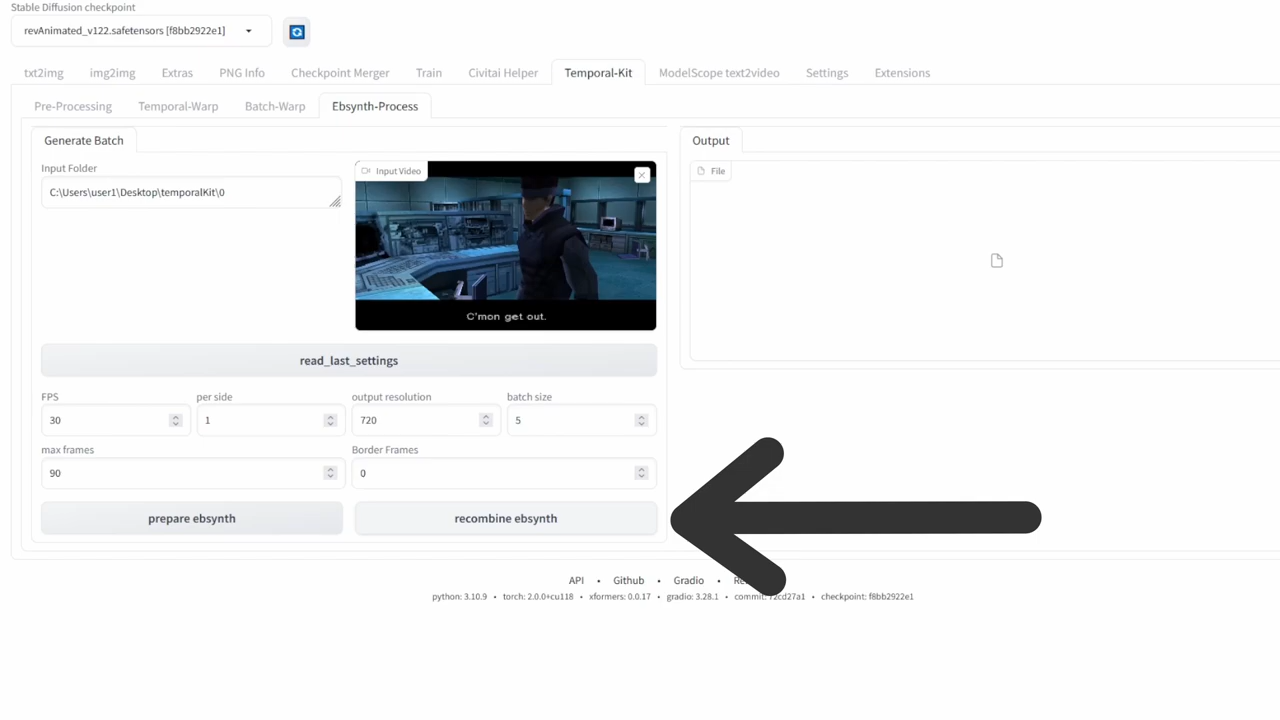 Stable Diffusion checkpoint
revAnimated_v122.safetensors [f8bb2922e1]
txt2img img2img Extras PNG Info Checkpoint Merger Train Civitai Helper Temporal-Kit ModelScope text2video Settings Extensions
Pre-Processing Temporal-Warp Batch-Warp Ebsynth-Process
Generate Batch
Input Folder
C:\Users\user1\Desktop\temporalKit\0
Input Video
C'mon get out.
Output
File
read_last_settings
FPS per side output resolution batch size
30 1 720 5
max frames Border Frames
90 0
prepare ebsynth recombine ebsynth
API • Github • Gradio •
python: 3.10.9 • torch: 2.0.0+cu118 • xformers: 0.0.17 • gradio: 3.28.1 • commit: 72cd27a1 • checkpoint: f8bb2922e1